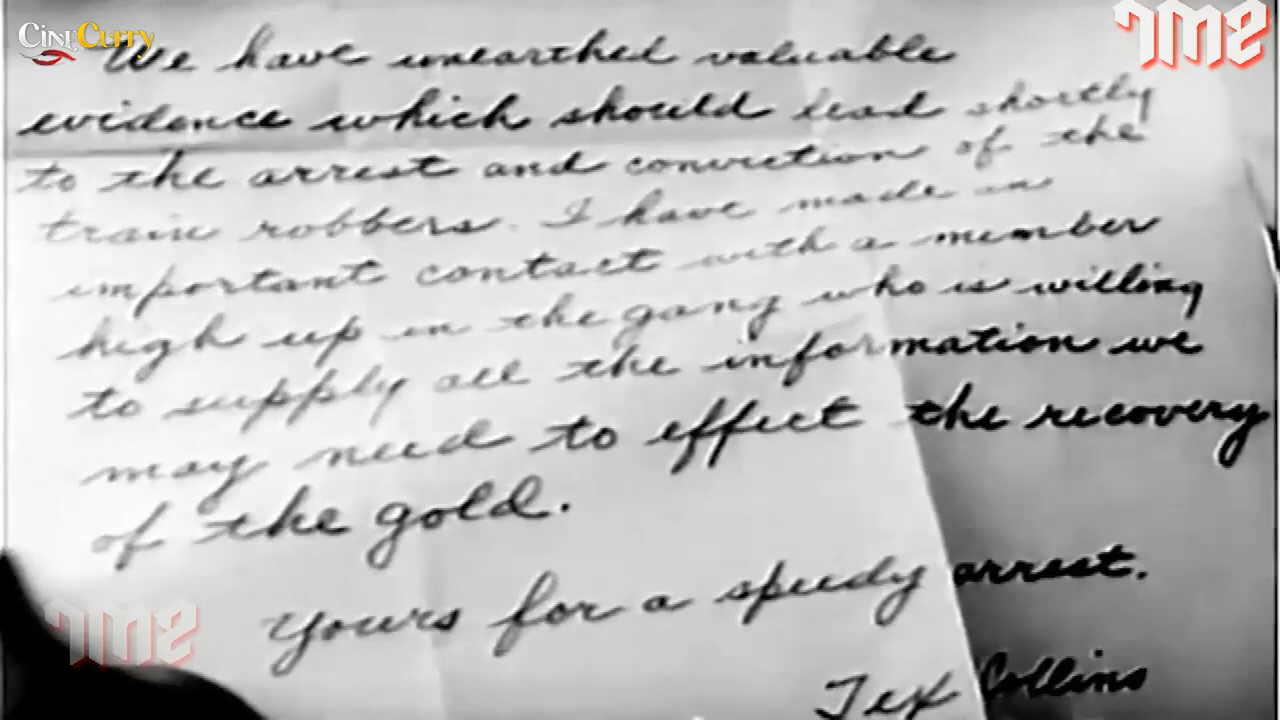 CineCurry
We have unearthed valuable
evidence which should lead shortly
to the arrest and conviction of the
train robbers. I have made an
important contact with a member
high up in the gang who is willing
to supply all the information we
may need to effect the recovery
of the gold.
Yours for a speedy arrest.
Tex Collins